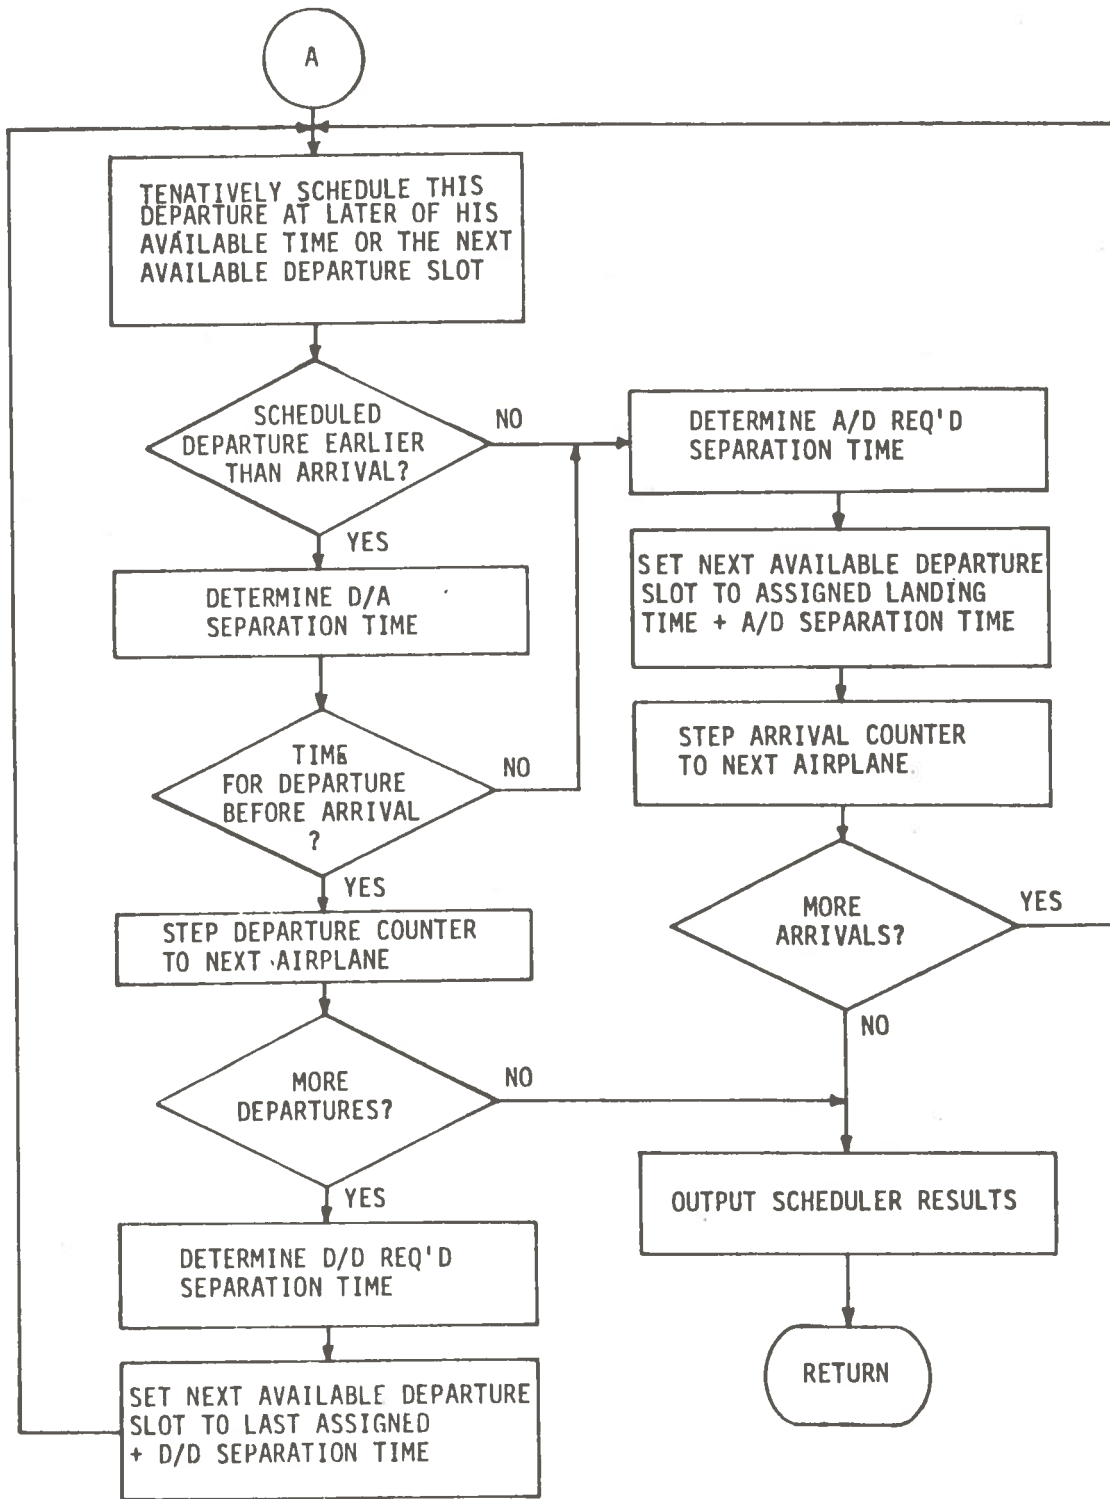 A
TENATIVELY SCHEDULE THIS
DEPARTURE AT LATER OF HIS
AVAILABLE TIME OR THE NEXT
AVAILABLE DEPARTURE SLOT
SCHEDULED
DEPARTURE EARLIER
THAN ARRIVAL?
NO
YES
DETERMINE D/A
SEPARATION TIME
TIME
FOR DEPARTURE
BEFORE ARRIVAL
?
NO
YES
STEP DEPARTURE COUNTER
TO NEXT AIRPLANE
MORE
DEPARTURES?
NO
YES
DETERMINE D/D REQ'D
SEPARATION TIME
SET NEXT AVAILABLE DEPARTURE
SLOT TO LAST ASSIGNED
+ D/D SEPARATION TIME
DETERMINE A/D REQ'D
SEPARATION TIME
SET NEXT AVAILABLE DEPARTURE
SLOT TO ASSIGNED LANDING
TIME + A/D SEPARATION TIME
STEP ARRIVAL COUNTER
TO NEXT AIRPLANE
MORE
ARRIVALS?
YES
NO
OUTPUT SCHEDULER RESULTS
RETURN